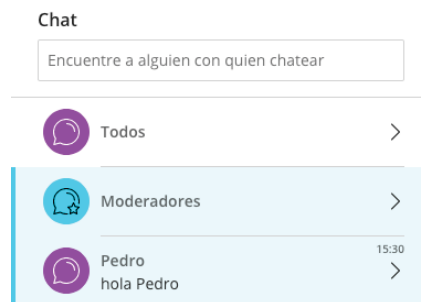 Chat
Encuentre a alguien con quien chatear
Todos
Moderadores
15:30
Pedro
hola Pedro